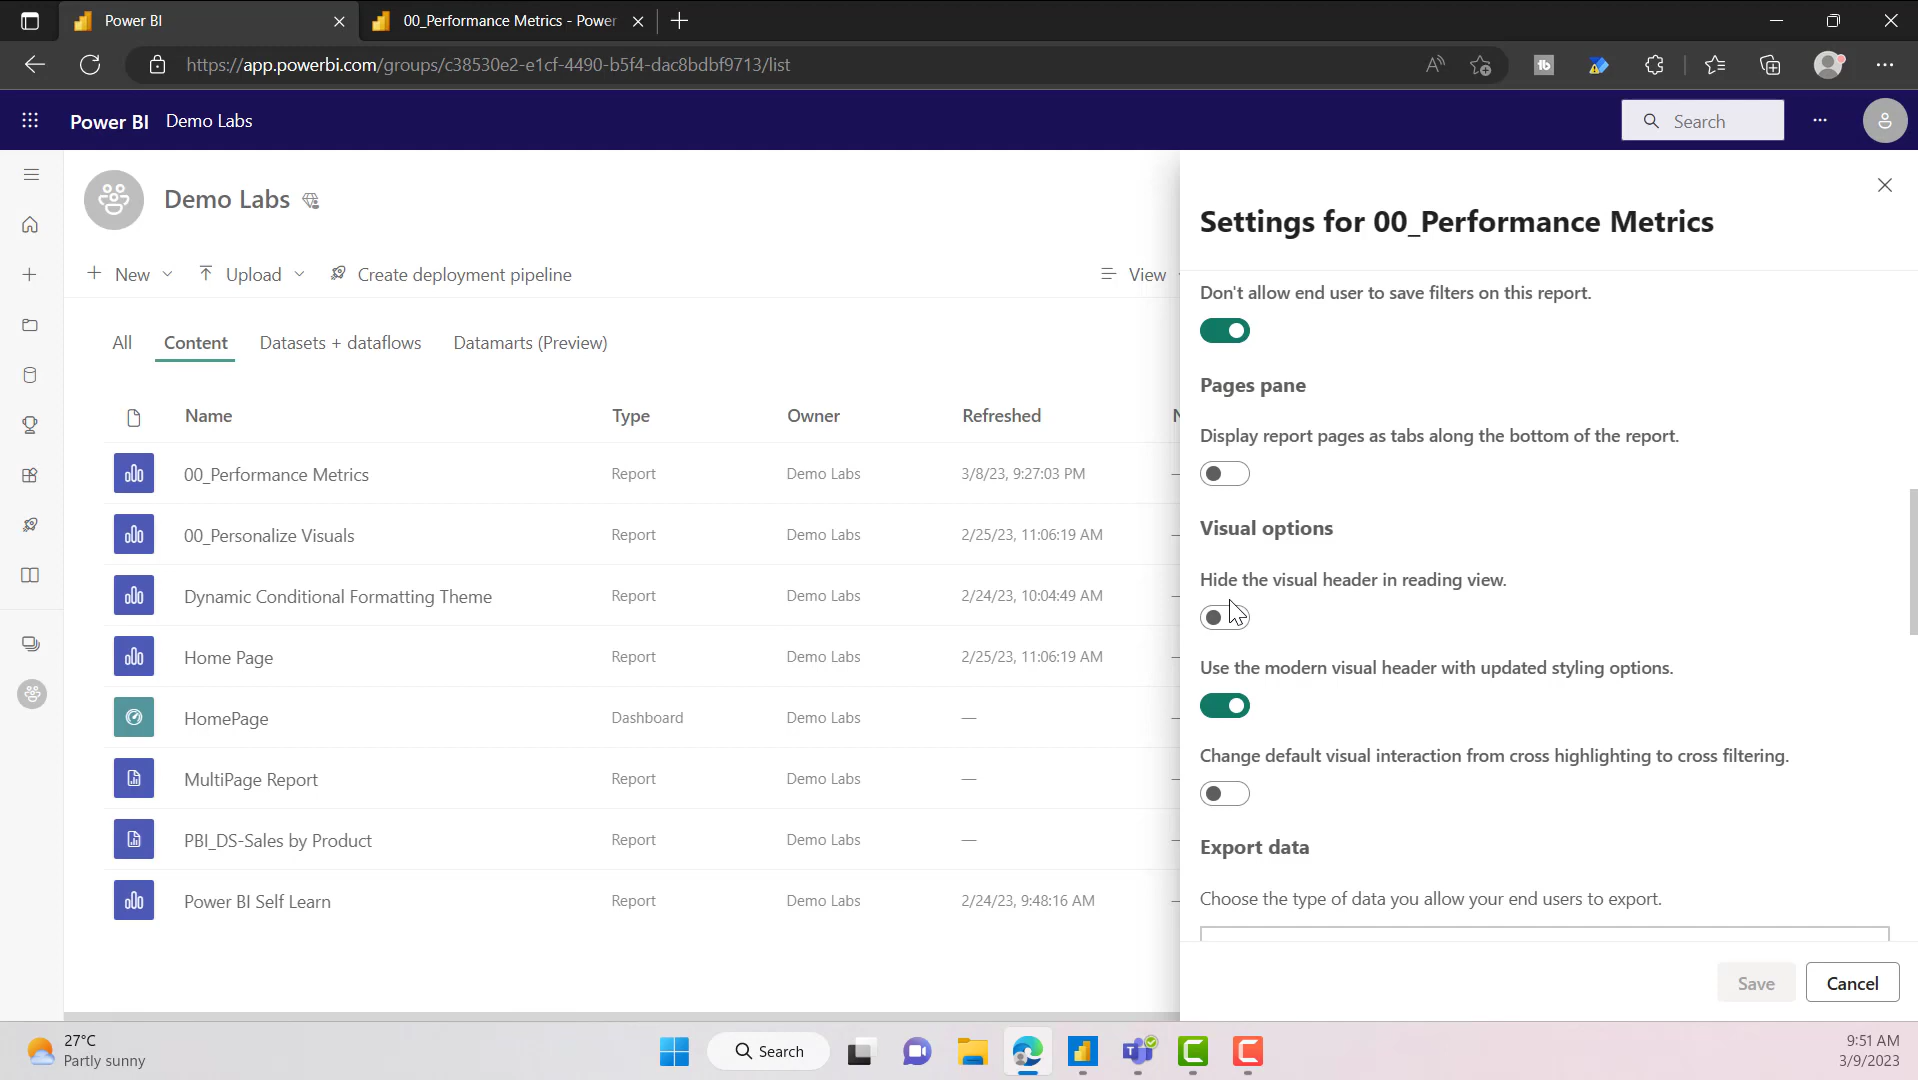 Power BI
00_Performance Metrics - Power
https://app.powerbi.com/groups/c38530e2-e1cf-4490-b5f4-dac8bdbf9713/list
Power BI Demo Labs
Search
Demo Labs
New Upload Create deployment pipeline View
All Content Datasets + dataflows Datamarts (Preview)
Name Type Owner Refreshed
00_Performance Metrics Report Demo Labs 3/8/23, 9:27:03 PM —
00_Personalize Visuals Report Demo Labs 2/25/23, 11:06:19 AM —
Dynamic Conditional Formatting Theme Report Demo Labs 2/24/23, 10:04:49 AM —
Home Page Report Demo Labs 2/25/23, 11:06:19 AM —
HomePage Dashboard Demo Labs — —
MultiPage Report Report Demo Labs — —
PBI_DS-Sales by Product Report Demo Labs — —
Power BI Self Learn Report Demo Labs 2/24/23, 9:48:16 AM —
Settings for 00_Performance Metrics
Don't allow end user to save filters on this report.
Pages pane
Display report pages as tabs along the bottom of the report.
Visual options
Hide the visual header in reading view.
Use the modern visual header with updated styling options.
Change default visual interaction from cross highlighting to cross filtering.
Export data
Choose the type of data you allow your end users to export.
Save Cancel
27°C
Partly sunny
Search
9:51 AM
3/9/2023